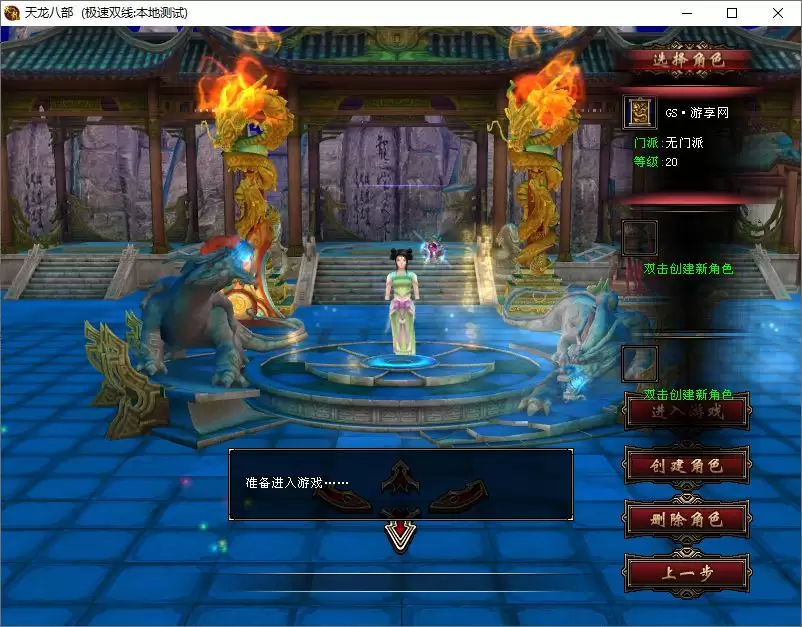 天龙八部 (极速双线:本地测试)
选择角色
GS·游享网
门派:无门派
等级:20
双击创建新角色
双击创建新角色
进入游戏
创建角色
准备进入游戏……
删除角色
上一步